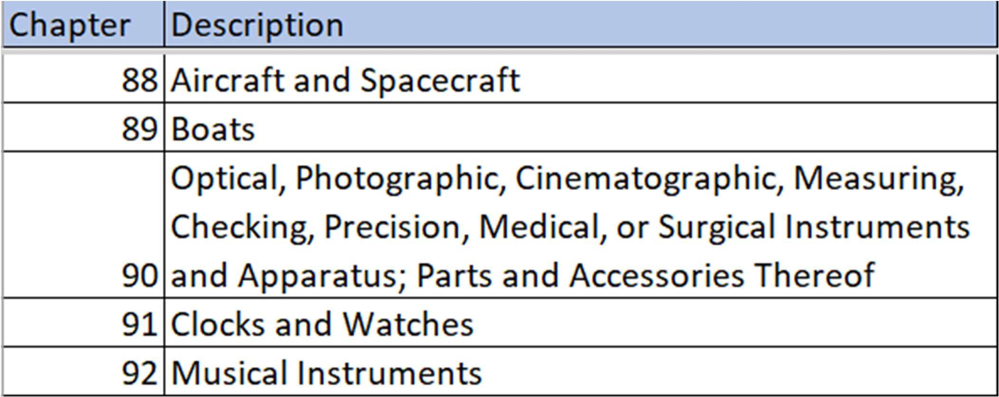 Chapter Description
88 Aircraft and Spacecraft
89 Boats
Optical, Photographic, Cinematographic, Measuring,
Checking, Precision, Medical, or Surgical Instruments
90 and Apparatus; Parts and Accessories Thereof
91 Clocks and Watches
92 Musical Instruments